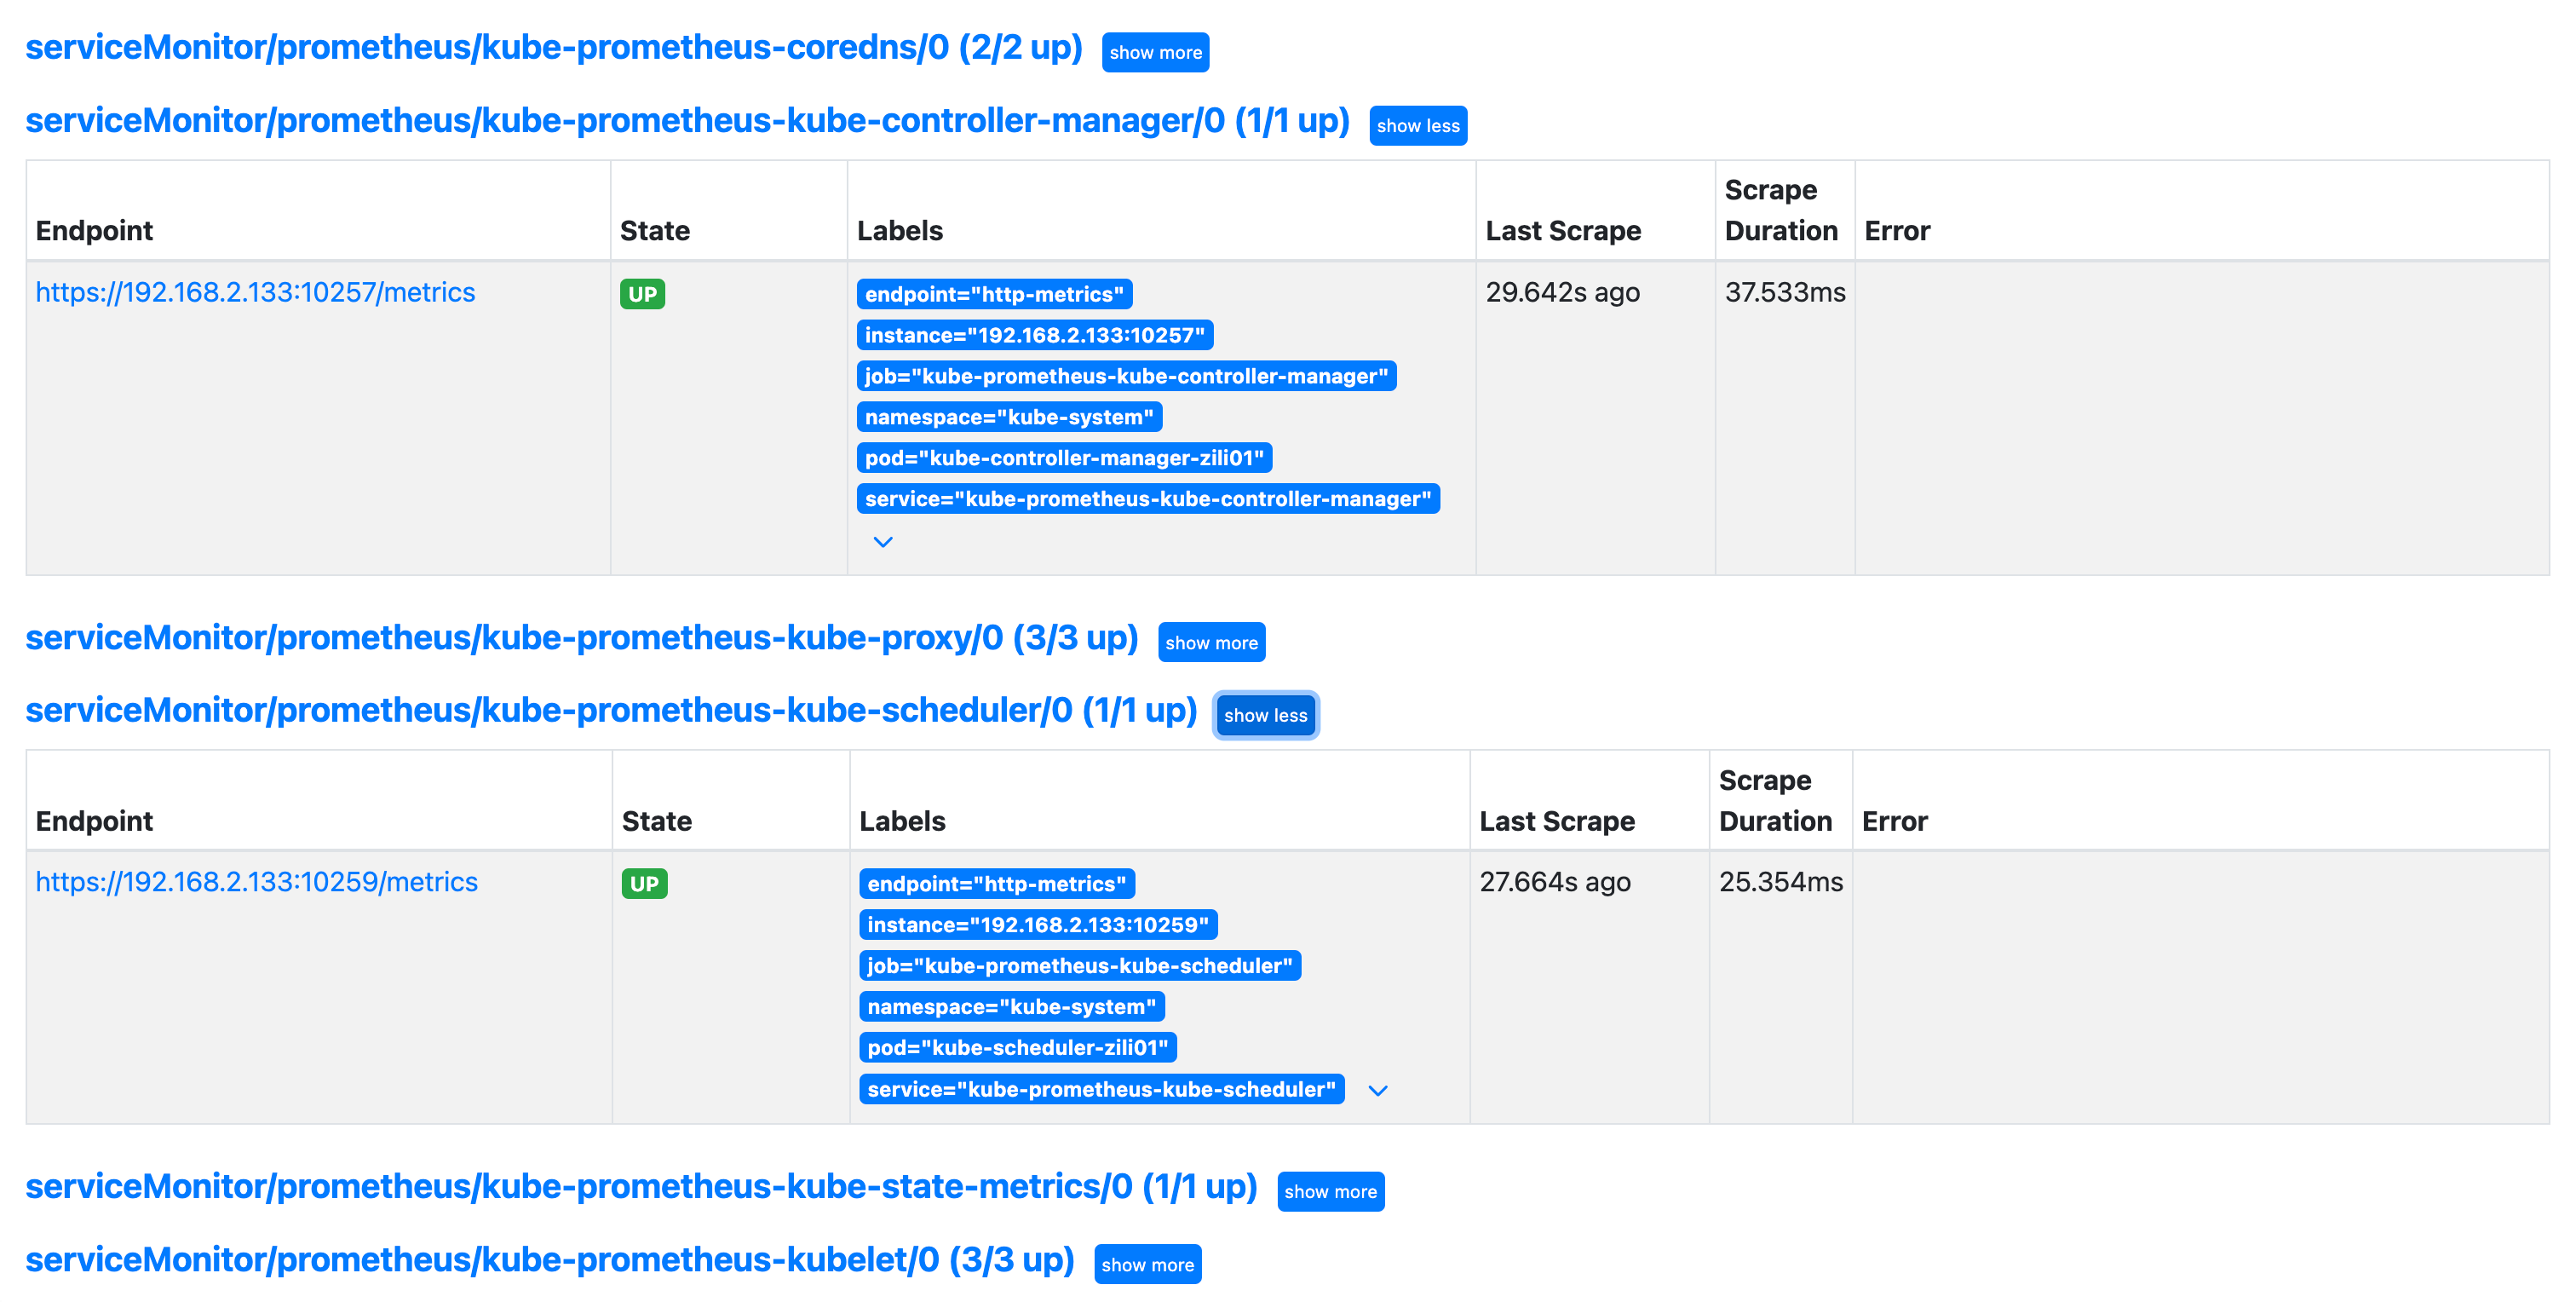 serviceMonitor/prometheus/kube-prometheus-coredns/0 (2/2 up) show more
serviceMonitor/prometheus/kube-prometheus-kube-controller-manager/0 (1/1 up) show less
Endpoint State Labels Last Scrape Scrape Duration Error
https://192.168.2.133:10257/metrics UP endpoint="http-metrics" 29.642s ago 37.533ms
instance="192.168.2.133:10257"
job="kube-prometheus-kube-controller-manager"
namespace="kube-system"
pod="kube-controller-manager-zili01"
service="kube-prometheus-kube-controller-manager"
serviceMonitor/prometheus/kube-prometheus-kube-proxy/0 (3/3 up) show more
serviceMonitor/prometheus/kube-prometheus-kube-scheduler/0 (1/1 up) show less
Endpoint State Labels Last Scrape Scrape Duration Error
https://192.168.2.133:10259/metrics UP endpoint="http-metrics" 27.664s ago 25.354ms
instance="192.168.2.133:10259"
job="kube-prometheus-kube-scheduler"
namespace="kube-system"
pod="kube-scheduler-zili01"
service="kube-prometheus-kube-scheduler"
serviceMonitor/prometheus/kube-prometheus-kube-state-metrics/0 (1/1 up) show more
serviceMonitor/prometheus/kube-prometheus-kubelet/0 (3/3 up) show more